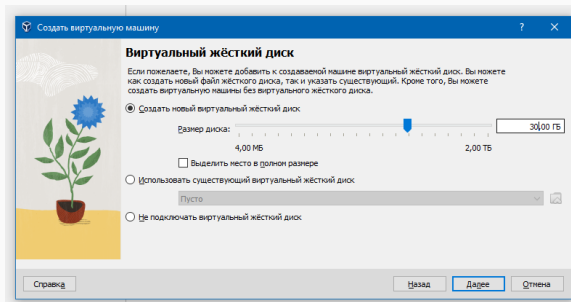 Создать виртуальную машину
Виртуальный жёсткий диск
Если пожелаете, Вы можете добавить к создаваемой машине виртуальный жёсткий диск. Вы можете
как создать новый файл жёсткого диска, так и указать существующий. Кроме того, Вы можете
создать виртуальную машину без виртуального жёсткого диска.
Создать новый виртуальный жёсткий диск
Размер диска:
30,00 ГБ
4,00 МБ
2,00 ТБ
Выделить место в полном размере
Использовать существующий виртуальный жёсткий диск
Пусто
Не подключать виртуальный жёсткий диск
Справка
Назад
Далее
Отмена